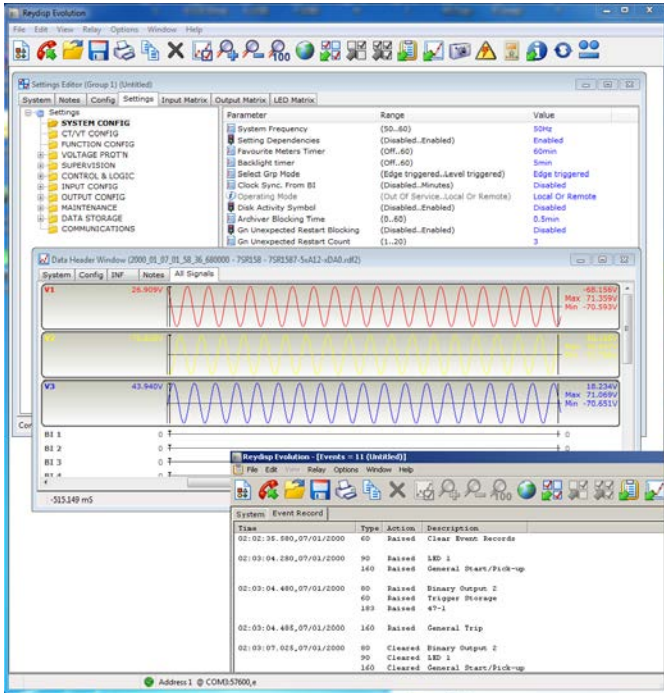 Reydisp Evolution
File Edit View Relay Options Window Help
Settings Editor (Group 1) (Untitled)
System Notes Config Settings Input Matrix Output Matrix LED Matrix
Settings
SYSTEM CONFIG
CT/VT CONFIG
FUNCTION CONFIG
VOLTAGE PROT'N
SUPERVISION
CONTROL & LOGIC
INPUT CONFIG
OUTPUT CONFIG
MAINTENANCE
DATA STORAGE
COMMUNICATIONS
Parameter Range Value
System Frequency (50..60) 50Hz
Setting Dependencies (Disabled..Enabled) Enabled
Favourite Meters Timer (Off..60) 60min
Backlight timer (Off..60) 5min
Select Grp Mode (Edge triggered..Level triggered) Edge triggered
Clock Sync. From BI (Disabled..Minutes) Disabled
Operating Mode (Out Of Service..Local Or Remote) Local Or Remote
Disk Activity Symbol (Disabled..Enabled) Disabled
Archiver Blocking Time (0..60) 0.5min
Gn Unexpected Restart Blocking (Disabled..Enabled) Disabled
Gn Unexpected Restart Count (1..20) 3
Data Header Window (2000_01_07_01_58_36_680000 - 7SR158 - 7SR1587-5xA12-xDA0.rdf2)
System Config INF Notes All Signals
V1 26.909V -68.156V
Max 71.359V
Min -70.593V
V2
V3 43.940V 18.234V
Max 71.069V
Min -70.651V
Con
BI 1 0 0
BI 2 0
BI 3 0
BI 4 0
-515.149 mS
Reydisp Evolution - [Events = 11 (Untitled)]
File Edit View Relay Options Window Help
System Event Record
Time Type Action Description
02:02:35.580,07/01/2000 60 Raised Clear Event Records
02:03:04.280,07/01/2000 90 Raised LED 1
160 Raised General Start/Pick-up
02:03:04.480,07/01/2000 80 Raised Binary Output 2
60 Raised Trigger Storage
183 Raised 47-1
02:03:04.485,07/01/2000 160 Raised General Trip
02:03:07.025,07/01/2000 80 Cleared Binary Output 2
90 Cleared LED 1
160 Cleared General Start/Pick-up
Address 1 @ COM3:57600,e